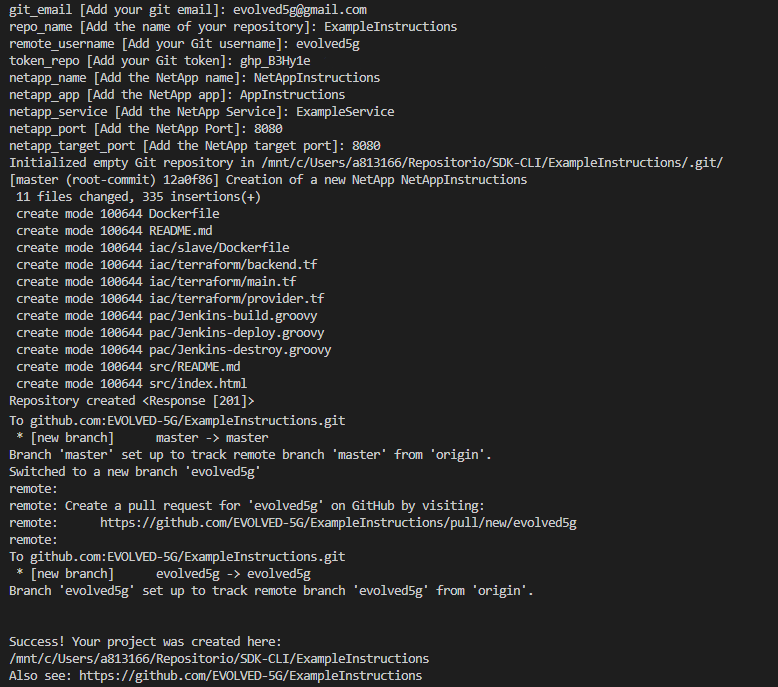 git_email [Add your git email]: evolved5g@gmail.com
repo_name [Add the name of your repository]: ExampleInstructions
remote_username [Add your Git username]: evolved5g
token_repo [Add your Git token]: ghp_B3Hy1e
netapp_name [Add the NetApp name]: NetAppInstructions
netapp_app [Add the NetApp app]: AppInstructions
netapp_service [Add the NetApp Service]: ExampleService
netapp_port [Add the NetApp Port]: 8080
netapp_target_port [Add the NetApp target port]: 8080
Initialized empty Git repository in /mnt/c/Users/a813166/Repositorio/SDK-CLI/ExampleInstructions/.git/
[master (root-commit) 12a0f86] Creation of a new NetApp NetAppInstructions
11 files changed, 335 insertions(+)
create mode 100644 Dockerfile
create mode 100644 README.md
create mode 100644 iac/slave/Dockerfile
create mode 100644 iac/terraform/backend.tf
create mode 100644 iac/terraform/main.tf
create mode 100644 iac/terraform/provider.tf
create mode 100644 pac/Jenkins-build.groovy
create mode 100644 pac/Jenkins-deploy.groovy
create mode 100644 pac/Jenkins-destroy.groovy
create mode 100644 src/README.md
create mode 100644 src/index.html
Repository created <Response [201]>
To github.com:EVOLVED-5G/ExampleInstructions.git
* [new branch]      master -> master
Branch 'master' set up to track remote branch 'master' from 'origin'.
Switched to a new branch 'evolved5g'
remote:
remote: Create a pull request for 'evolved5g' on GitHub by visiting:
remote:      https://github.com/EVOLVED-5G/ExampleInstructions/pull/new/evolved5g
remote:
To github.com:EVOLVED-5G/ExampleInstructions.git
* [new branch]      evolved5g -> evolved5g
Branch 'evolved5g' set up to track remote branch 'evolved5g' from 'origin'.
Success! Your project was created here:
/mnt/c/Users/a813166/Repositorio/SDK-CLI/ExampleInstructions
Also see: https://github.com/EVOLVED-5G/ExampleInstructions